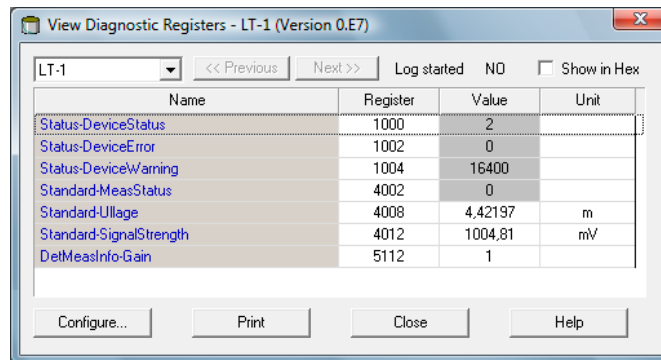 View Diagnostic Registers - LT-1 (Version 0.E7)
LT-1 << Previous Next >> Log started NO Show in Hex
Name Register Value Unit
Status-DeviceStatus 1000 2
Status-DeviceError 1002 0
Status-DeviceWarning 1004 16400
Standard-MeasStatus 4002 0
Standard-Ullage 4008 4,42197 m
Standard-SignalStrength 4012 1004,81 mV
DetMeasInfo-Gain 5112 1
Configure... Print Close Help